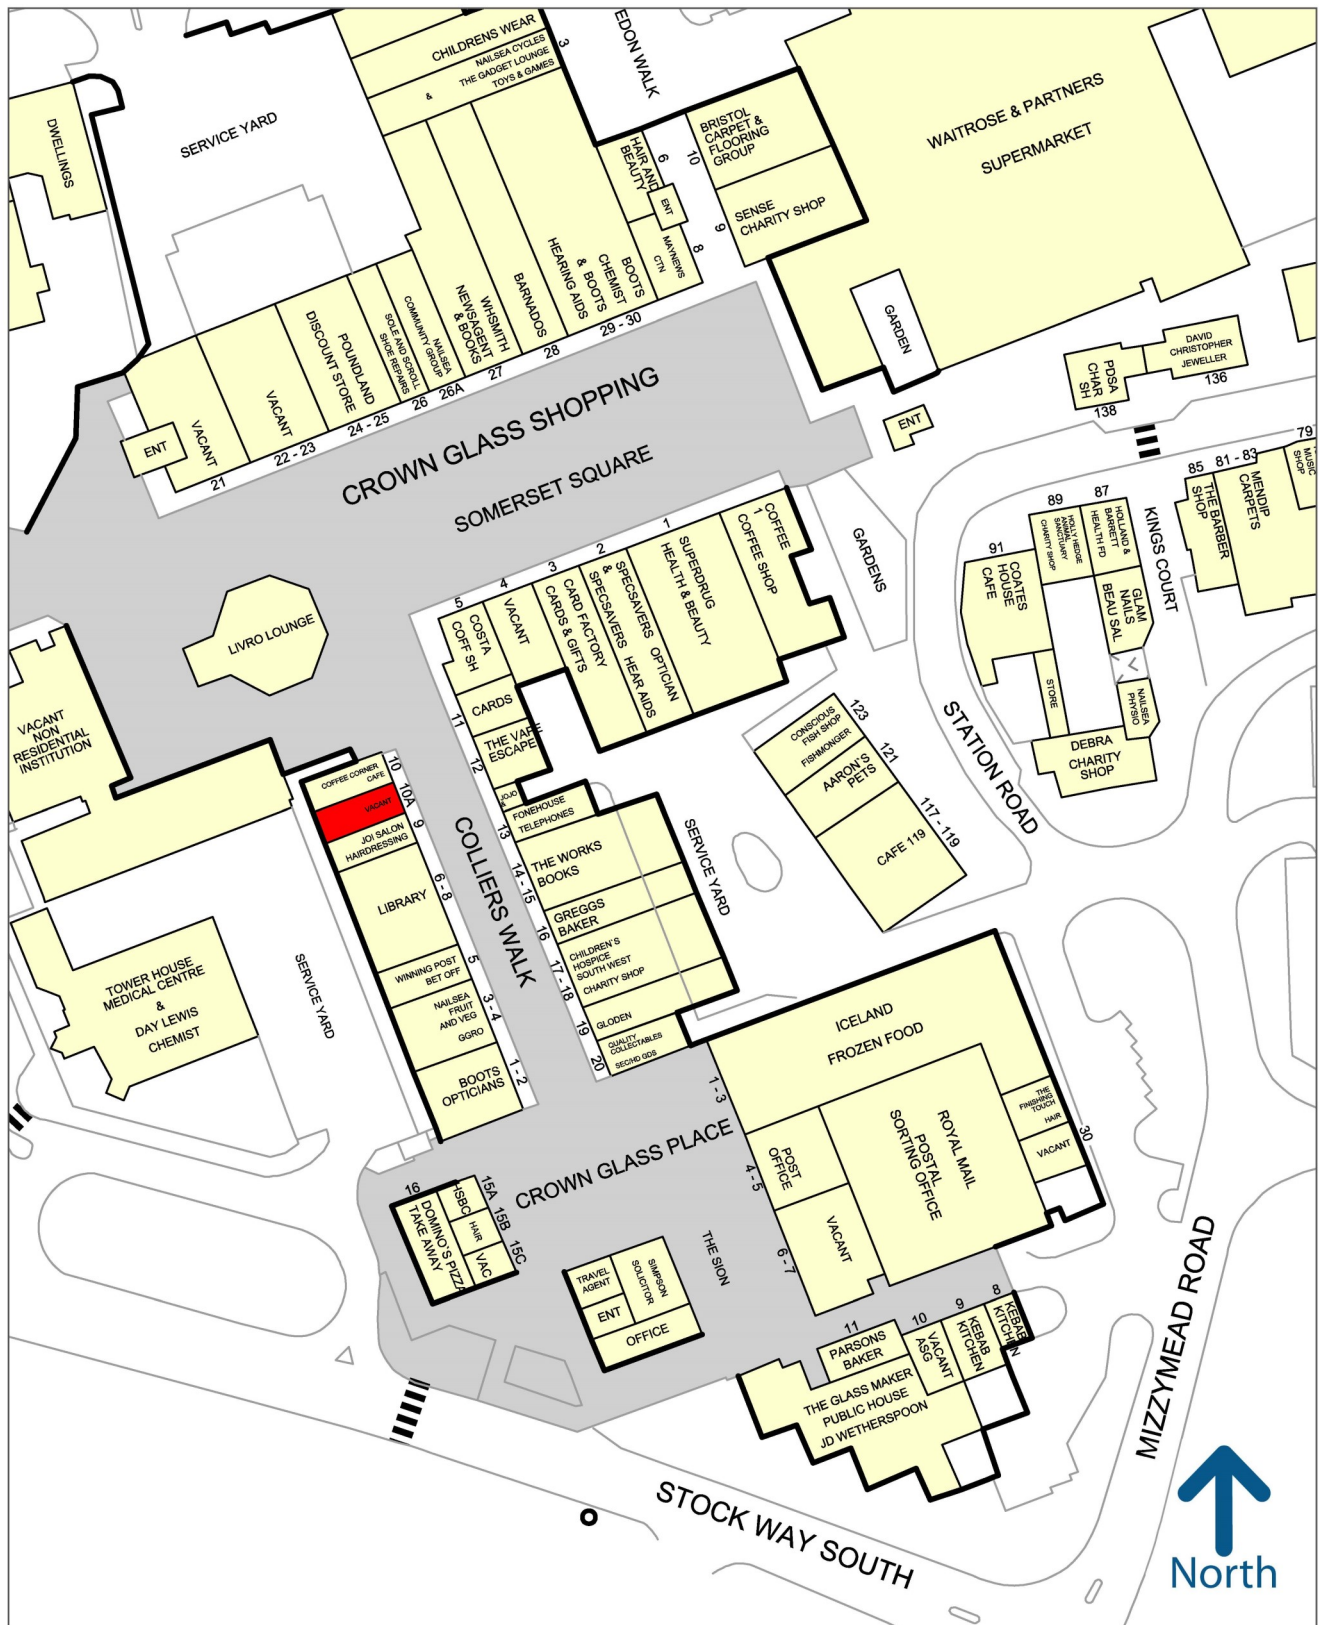 CHILDRENS WEAR
NAILSEA CYCLES
&
THE GADGET LOUNGE
TOYS & GAMES
3
EDON WALK
DWELLINGS
SERVICE YARD
HAIR AND
BEAUTY
6
ENT
MAYNEWS
CTN
8
10
BRISTOL
CARPET &
FLOORING
GROUP
9
SENSE
CHARITY SHOP
WAITROSE & PARTNERS
SUPERMARKET
GARDEN
ENT
PDSA
CHAR
SH
138
DAVID
CHRISTOPHER
JEWELLER
136
ENT
VACANT
21
VACANT
22 - 23
POUNDLAND
DISCOUNT STORE
24 - 25
SOLE AND SCROLL
SHOE REPAIRS
26
NAILSEA
COMMUNITY GROUP
26A
WHSMITH
NEWSAGENT
& BOOKS
27
BARNADOS
28
BOOTS
CHEMIST
& BOOTS
HEARING AIDS
29 - 30
CROWN GLASS SHOPPING
SOMERSET SQUARE
COFFEE
1
COFFEE SHOP
1
SUPERDRUG
HEALTH & BEAUTY
2
SPECSAVERS OPTICIAN
&
SPECSAVERS HEAR AIDS
3
CARD FACTORY
CARDS & GIFTS
4
VACANT
5
COSTA
COFF SH
GARDENS
91
COATES
HOUSE
CAFE
89
HOLLY HEDGE
ANIMAL
SANCTUARY
CHARITY SHOP
87
HOLLAND &
BARRETT
HEALTH FD
GLAM
NAILS
BEAU SAL
KINGS COURT
85
THE BARBER
SHOP
81 - 83
MENDIP
CARPETS
79
MUSIC
SHOP
STORE
NAILSEA
PHYSIO
DEBRA
CHARITY
SHOP
LIVRO LOUNGE
VACANT
NON
RESIDENTIAL
INSTITUTION
11
CARDS
12
THE VAPE
ESCAPE
JOJO
13
FONEHOUSE
TELEPHONES
14 - 15
THE WORKS
BOOKS
16
GREGGS
BAKER
17 - 18
CHILDREN'S
HOSPICE
SOUTH WEST
CHARITY SHOP
19
GLODEN
20
QUALITY
COLLECTABLES
SEC/HD GDS
SERVICE YARD
CONSCIOUS
FISH SHOP
FISHMONGER
123
AARON'S
PETS
121
CAFE 119
117 - 119
STATION ROAD
COFFEE CORNER
CAFE
10
VACANT
10A
JOI SALON
HAIRDRESSING
9
LIBRARY
6 - 8
WINNING POST
BET OFF
5
NAILSEA
FRUIT
AND VEG
GGRO
3 - 4
BOOTS
OPTICIANS
1 - 2
COLLIERS WALK
TOWER HOUSE
MEDICAL CENTRE
&
DAY LEWIS
CHEMIST
SERVICE YARD
ICELAND
FROZEN FOOD
1 - 3
POST
OFFICE
4 - 5
VACANT
6 - 7
ROYAL MAIL
POSTAL
SORTING OFFICE
THE
FINISHING
TOUCH
HAIR
30
VACANT
CROWN GLASS PLACE
16
DOMINO'S PIZZA
TAKE AWAY
HSBC
15A
HAIR
15B
VAC
15C
TRAVEL
AGENT
SIMPSON
SOLICITOR
ENT
OFFICE
THE SION
11
PARSONS
BAKER
10
VACANT
ASG
9
KEBAB
KITCHEN
8
KEBAB
KITCHEN
THE GLASS MAKER
PUBLIC HOUSE
JD WETHERSPOON
MIZZYMEAD ROAD
STOCK WAY SOUTH
North